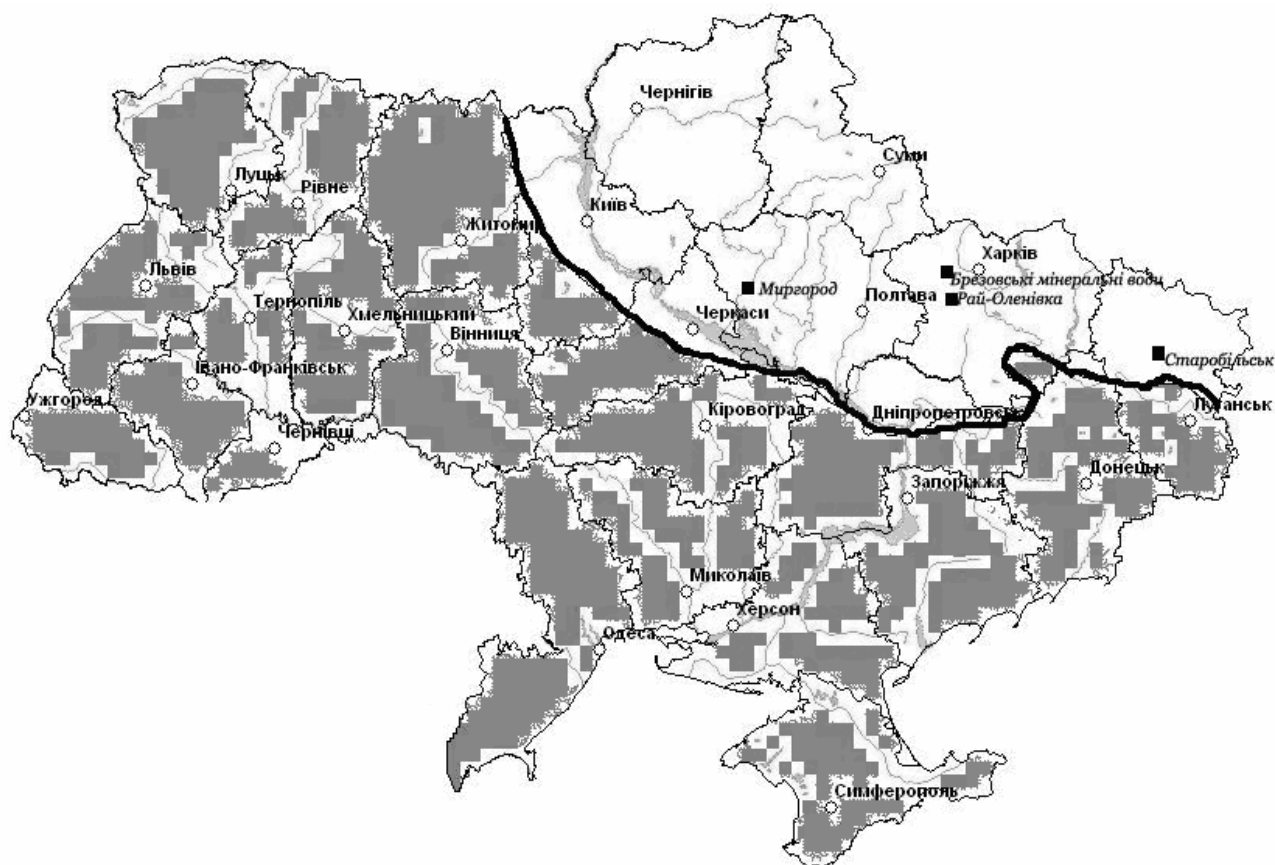 Чернігів
Суми
Луцьк
Рівне
Київ
Житомир
Харків
Львів
Брезовські мінеральні води
Миргород
Рай-Оленівка
Полтава
Тернопіль
Черкаси
Хмельницький
Вінниця
Старобільськ
Івано-Франківськ
Ужгород
Луганськ
Кіровоград
Дніпропетровськ
Чернівці
Донецьк
Запоріжжя
Миколаїв
Херсон
Одеса
Симферополь